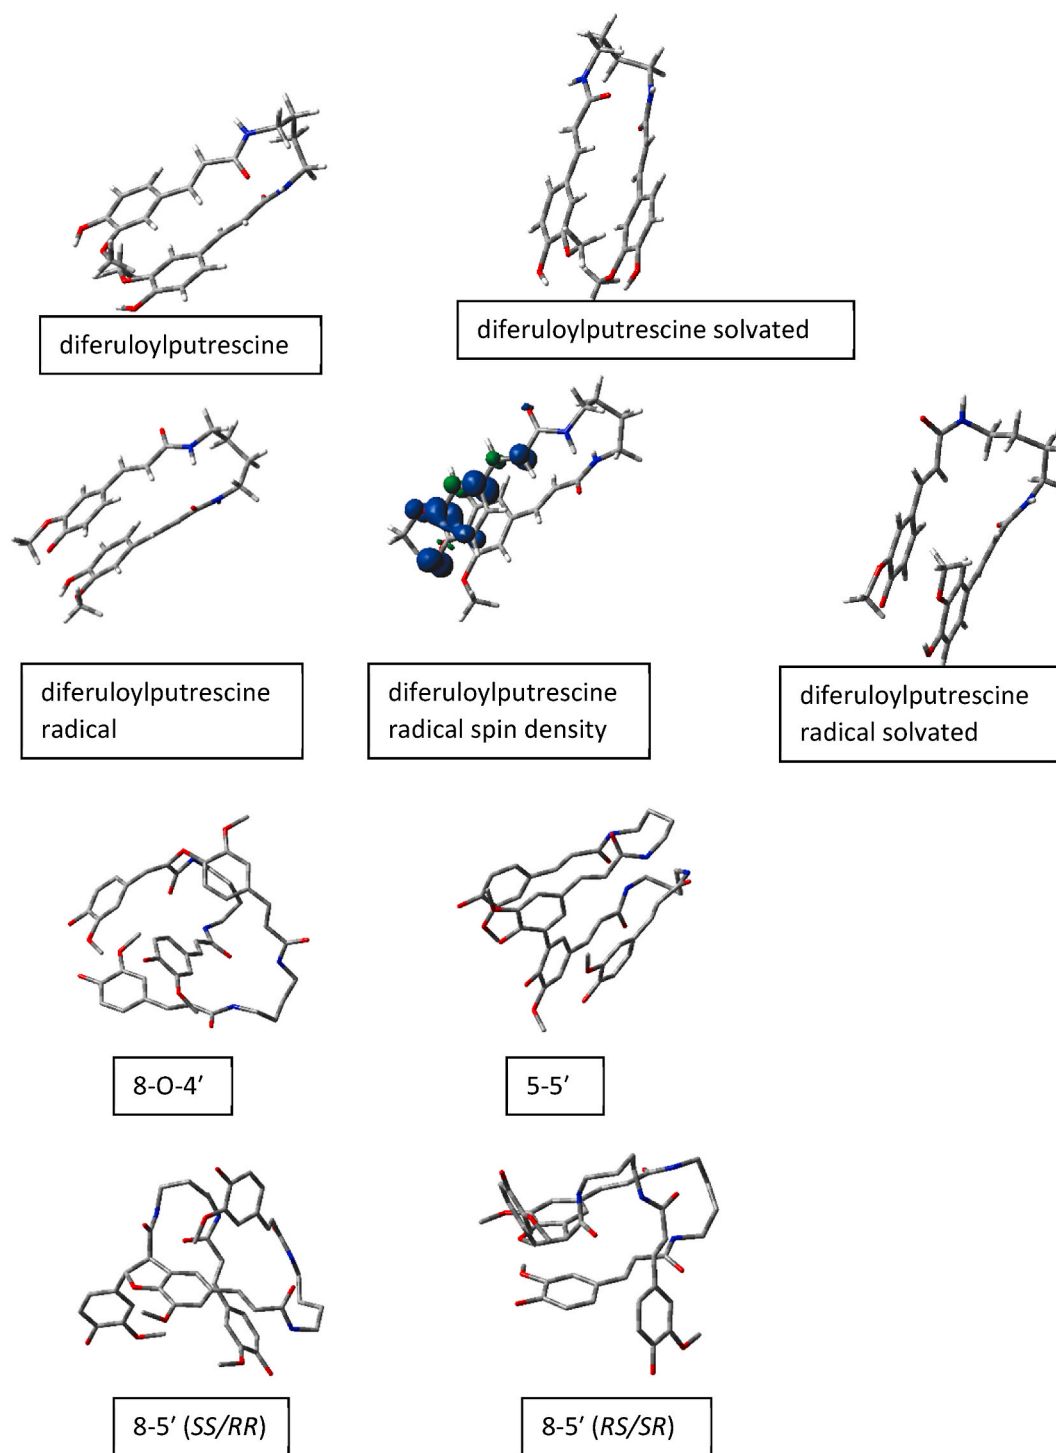 diferuloylputrescine
diferuloylputrescine solvated
diferuloylputrescine
radical
diferuloylputrescine
radical spin density
diferuloylputrescine
radical solvated
8-O-4′
5-5′
8-5′ (SS/RR)
8-5′ (RS/SR)